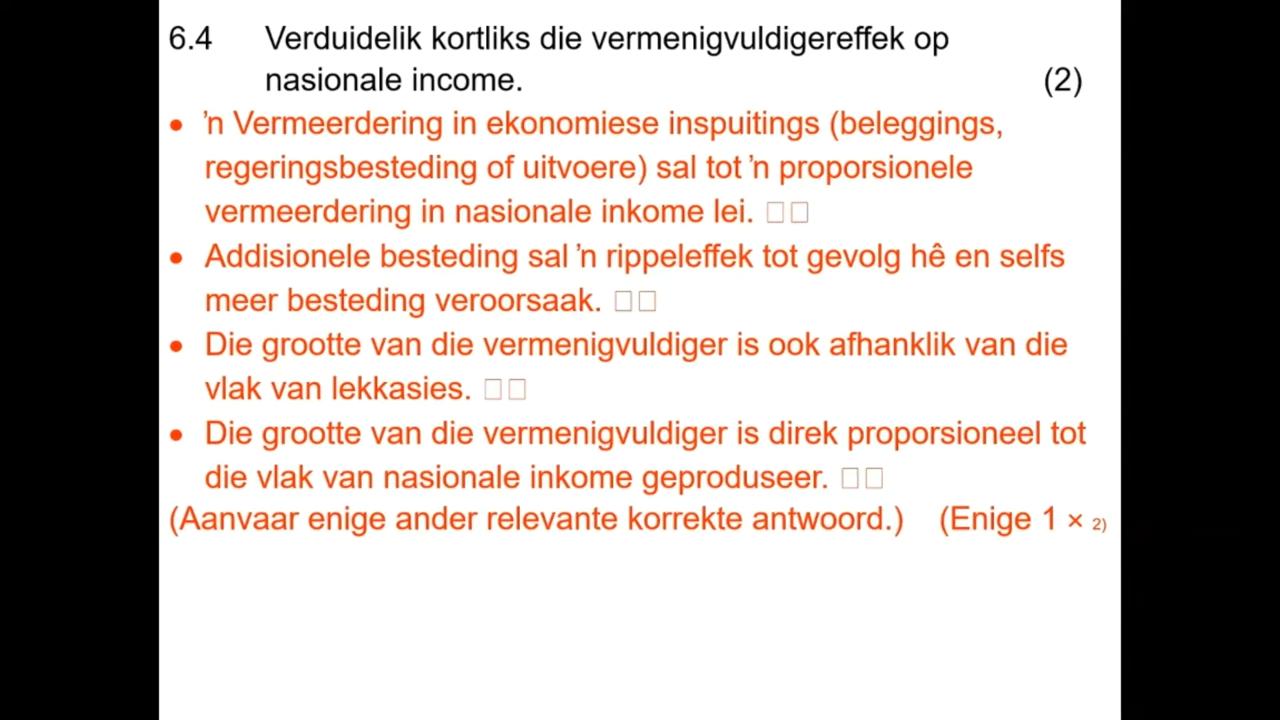 6.4 Verduidelik kortliks die vermenigvuldigereffek op
nasionale income. (2)
• ’n Vermeerdering in ekonomiese inspuitings (beleggings,
regeringsbesteding of uitvoere) sal tot ’n proporsionele
vermeerdering in nasionale inkome lei. □□
• Addisionele besteding sal ’n rippeleffek tot gevolg hê en selfs
meer besteding veroorsaak. □□
• Die grootte van die vermenigvuldiger is ook afhanklik van die
vlak van lekkasies. □□
• Die grootte van die vermenigvuldiger is direk proporsioneel tot
die vlak van nasionale inkome geproduseer. □□
(Aanvaar enige ander relevante korrekte antwoord.) (Enige 1 × 2)